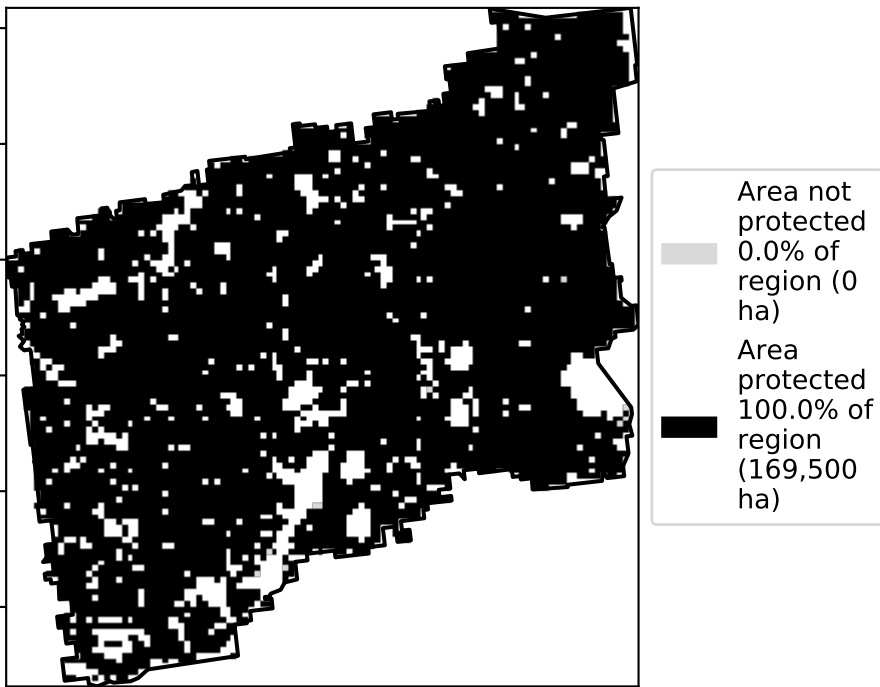 Area not
protected
0.0% of
region (0
ha)
Area
protected
100.0% of
region
(169,500
ha)